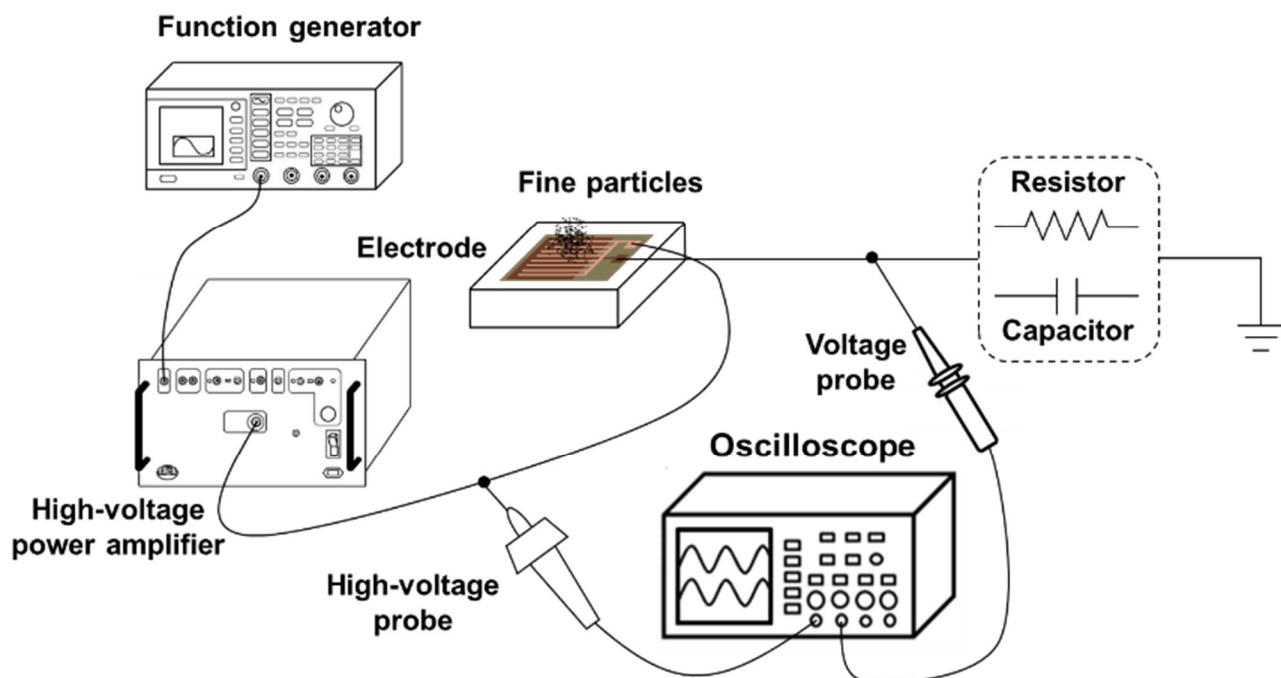 Function generator
Fine particles
Electrode
Resistor
Capacitor
Voltage
probe
Oscilloscope
High-voltage
power amplifier
High-voltage
probe